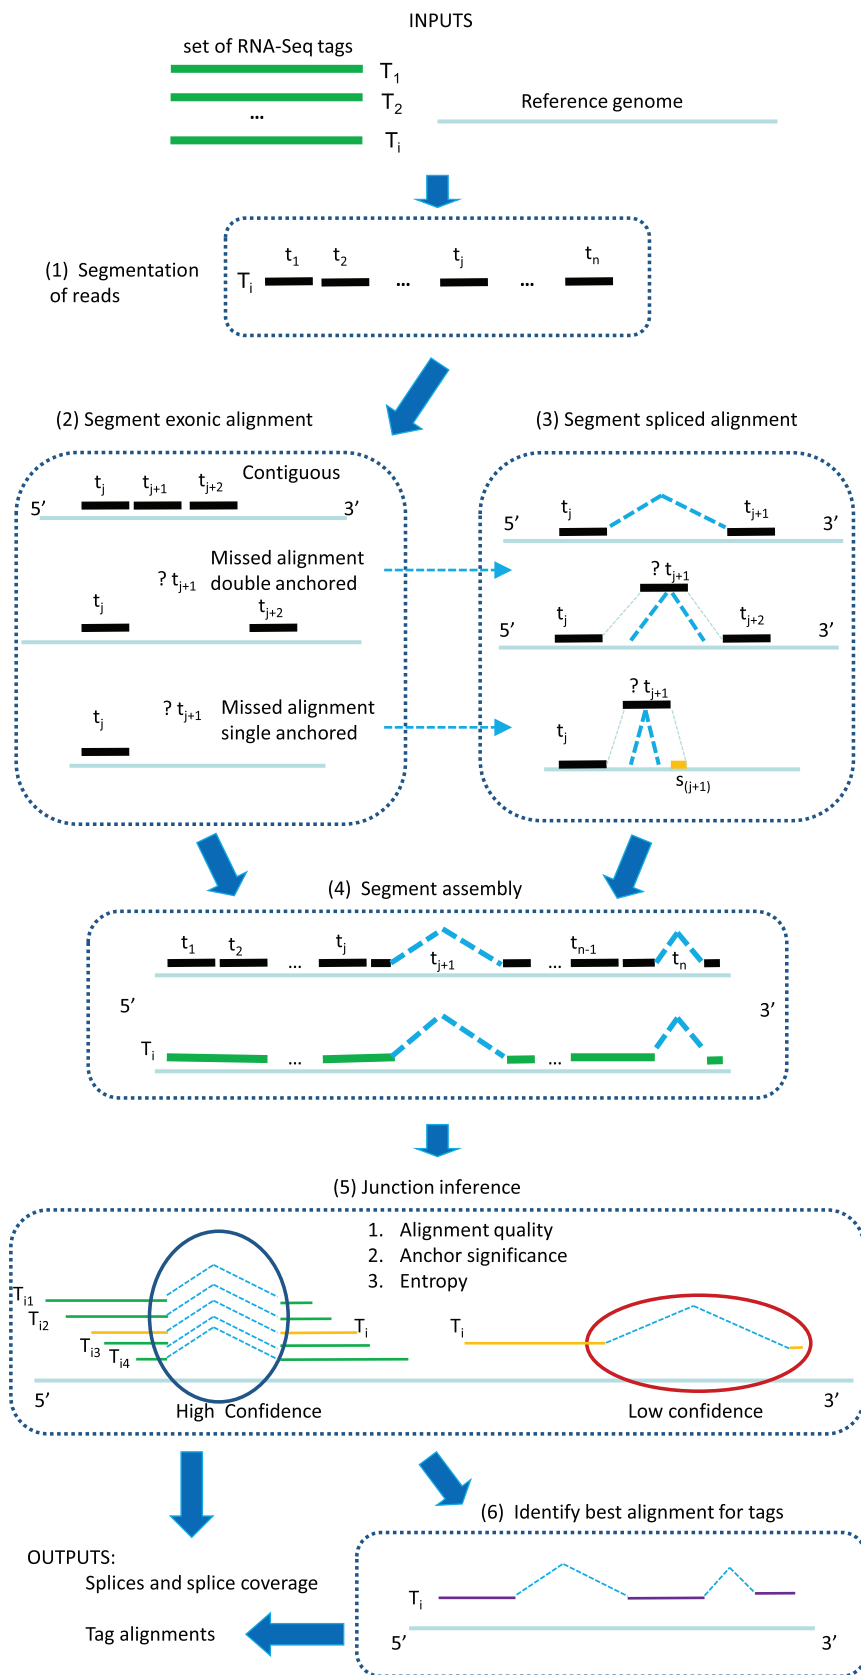 INPUTS
set of RNA-Seq tags
T1
T2
...
Ti
Reference genome
(1) Segmentation
of reads
Ti
t1 t2 ... tj ... tn
(2) Segment exonic alignment
Contiguous
tj tj+1 tj+2
5’ 3’
Missed alignment
double anchored
? tj+1
tj tj+2
Missed alignment
single anchored
? tj+1
tj
(3) Segment spliced alignment
tj tj+1
5’ 3’
? tj+1
tj tj+2
5’ 3’
? tj+1
tj
s(j+1)
(4) Segment assembly
t1 t2 ... tj tj+1 ... tn-1 tn
5’ 3’
Ti ... ...
(5) Junction inference
1. Alignment quality
2. Anchor significance
3. Entropy
Ti1
Ti2
Ti3
Ti4
Ti
Ti
5’ 3’
High Confidence
Low confidence
(6) Identify best alignment for tags
Ti
5’ 3’
OUTPUTS:
Splices and splice coverage
Tag alignments